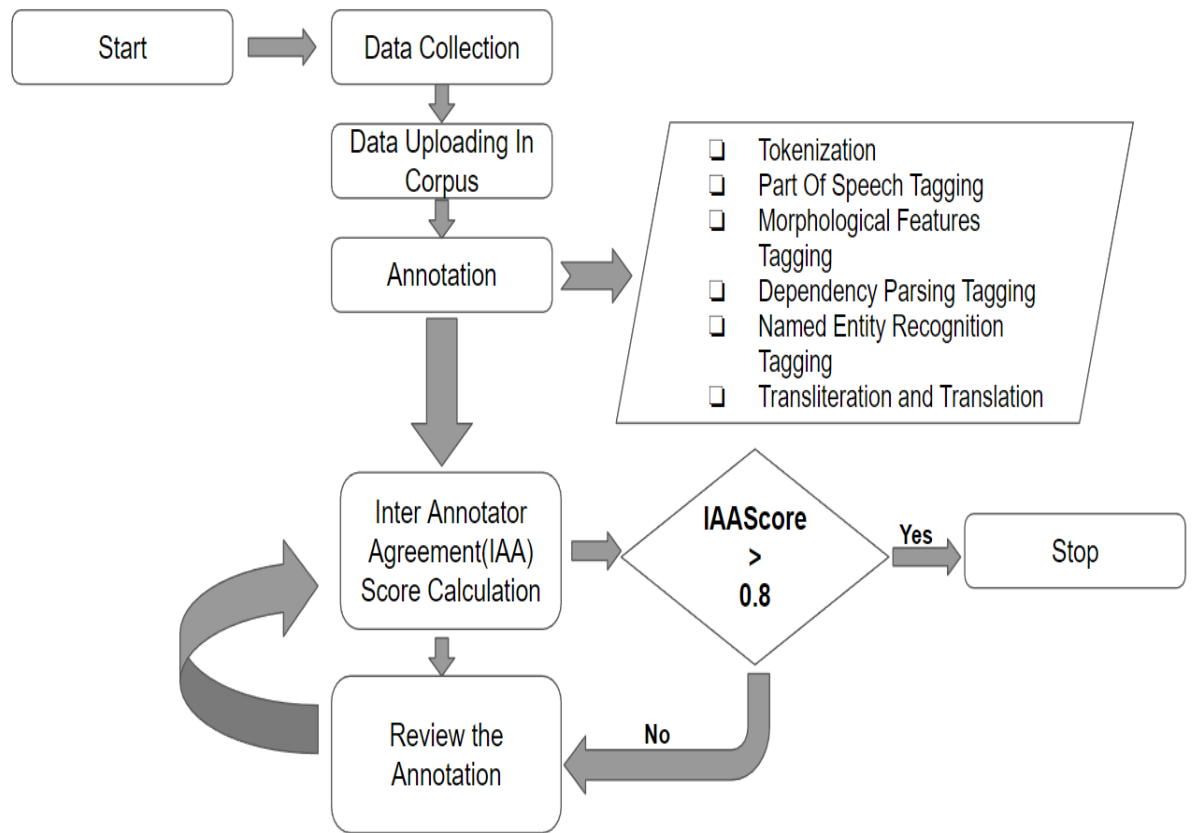 Start
Data Collection
Data Uploading In
Corpus
Annotation
❏ Tokenization
❏ Part Of Speech Tagging
❏ Morphological Features
Tagging
❏ Dependency Parsing Tagging
❏ Named Entity Recognition
Tagging
❏ Transliteration and Translation
Inter Annotator
Agreement(IAA)
Score Calculation
IAAScore
>
0.8
Yes
Stop
No
Review the
Annotation